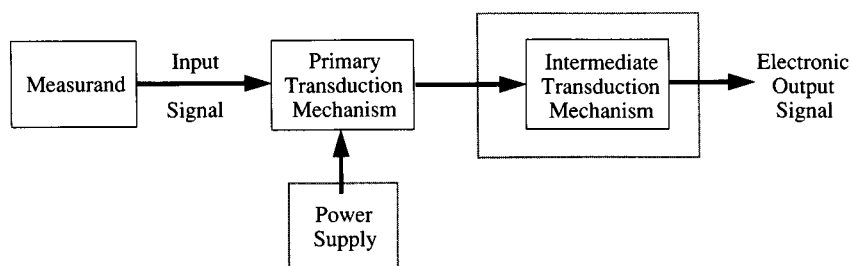 Measurand
Input
Signal
Primary
Transduction
Mechanism
Power
Supply
Intermediate
Transduction
Mechanism
Electronic
Output
Signal